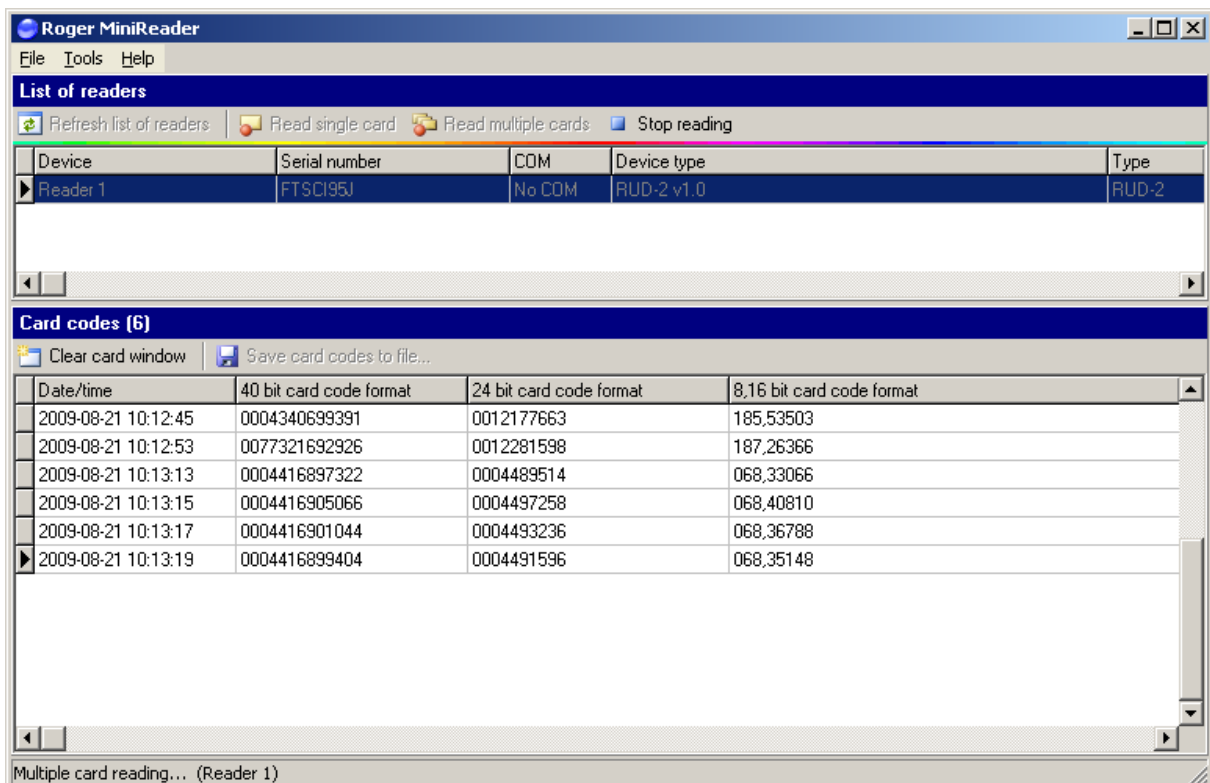 Roger MiniReader
File Tools Help
List of readers
Refresh list of readers Read single card Read multiple cards Stop reading
Device Serial number COM Device type Type
Reader 1 FTSCI95J No COM RUD-2 v1.0 RUD-2
Card codes (6)
Clear card window Save card codes to file...
Date/time 40 bit card code format 24 bit card code format 8,16 bit card code format
2009-08-21 10:12:45 0004340699391 0012177663 185,53503
2009-08-21 10:12:53 0077321692926 0012281598 187,26366
2009-08-21 10:13:13 0004416897322 0004489514 068,33066
2009-08-21 10:13:15 0004416905066 0004497258 068,40810
2009-08-21 10:13:17 0004416901044 0004493236 068,36788
2009-08-21 10:13:19 0004416899404 0004491596 068,35148
Multiple card reading... (Reader 1)